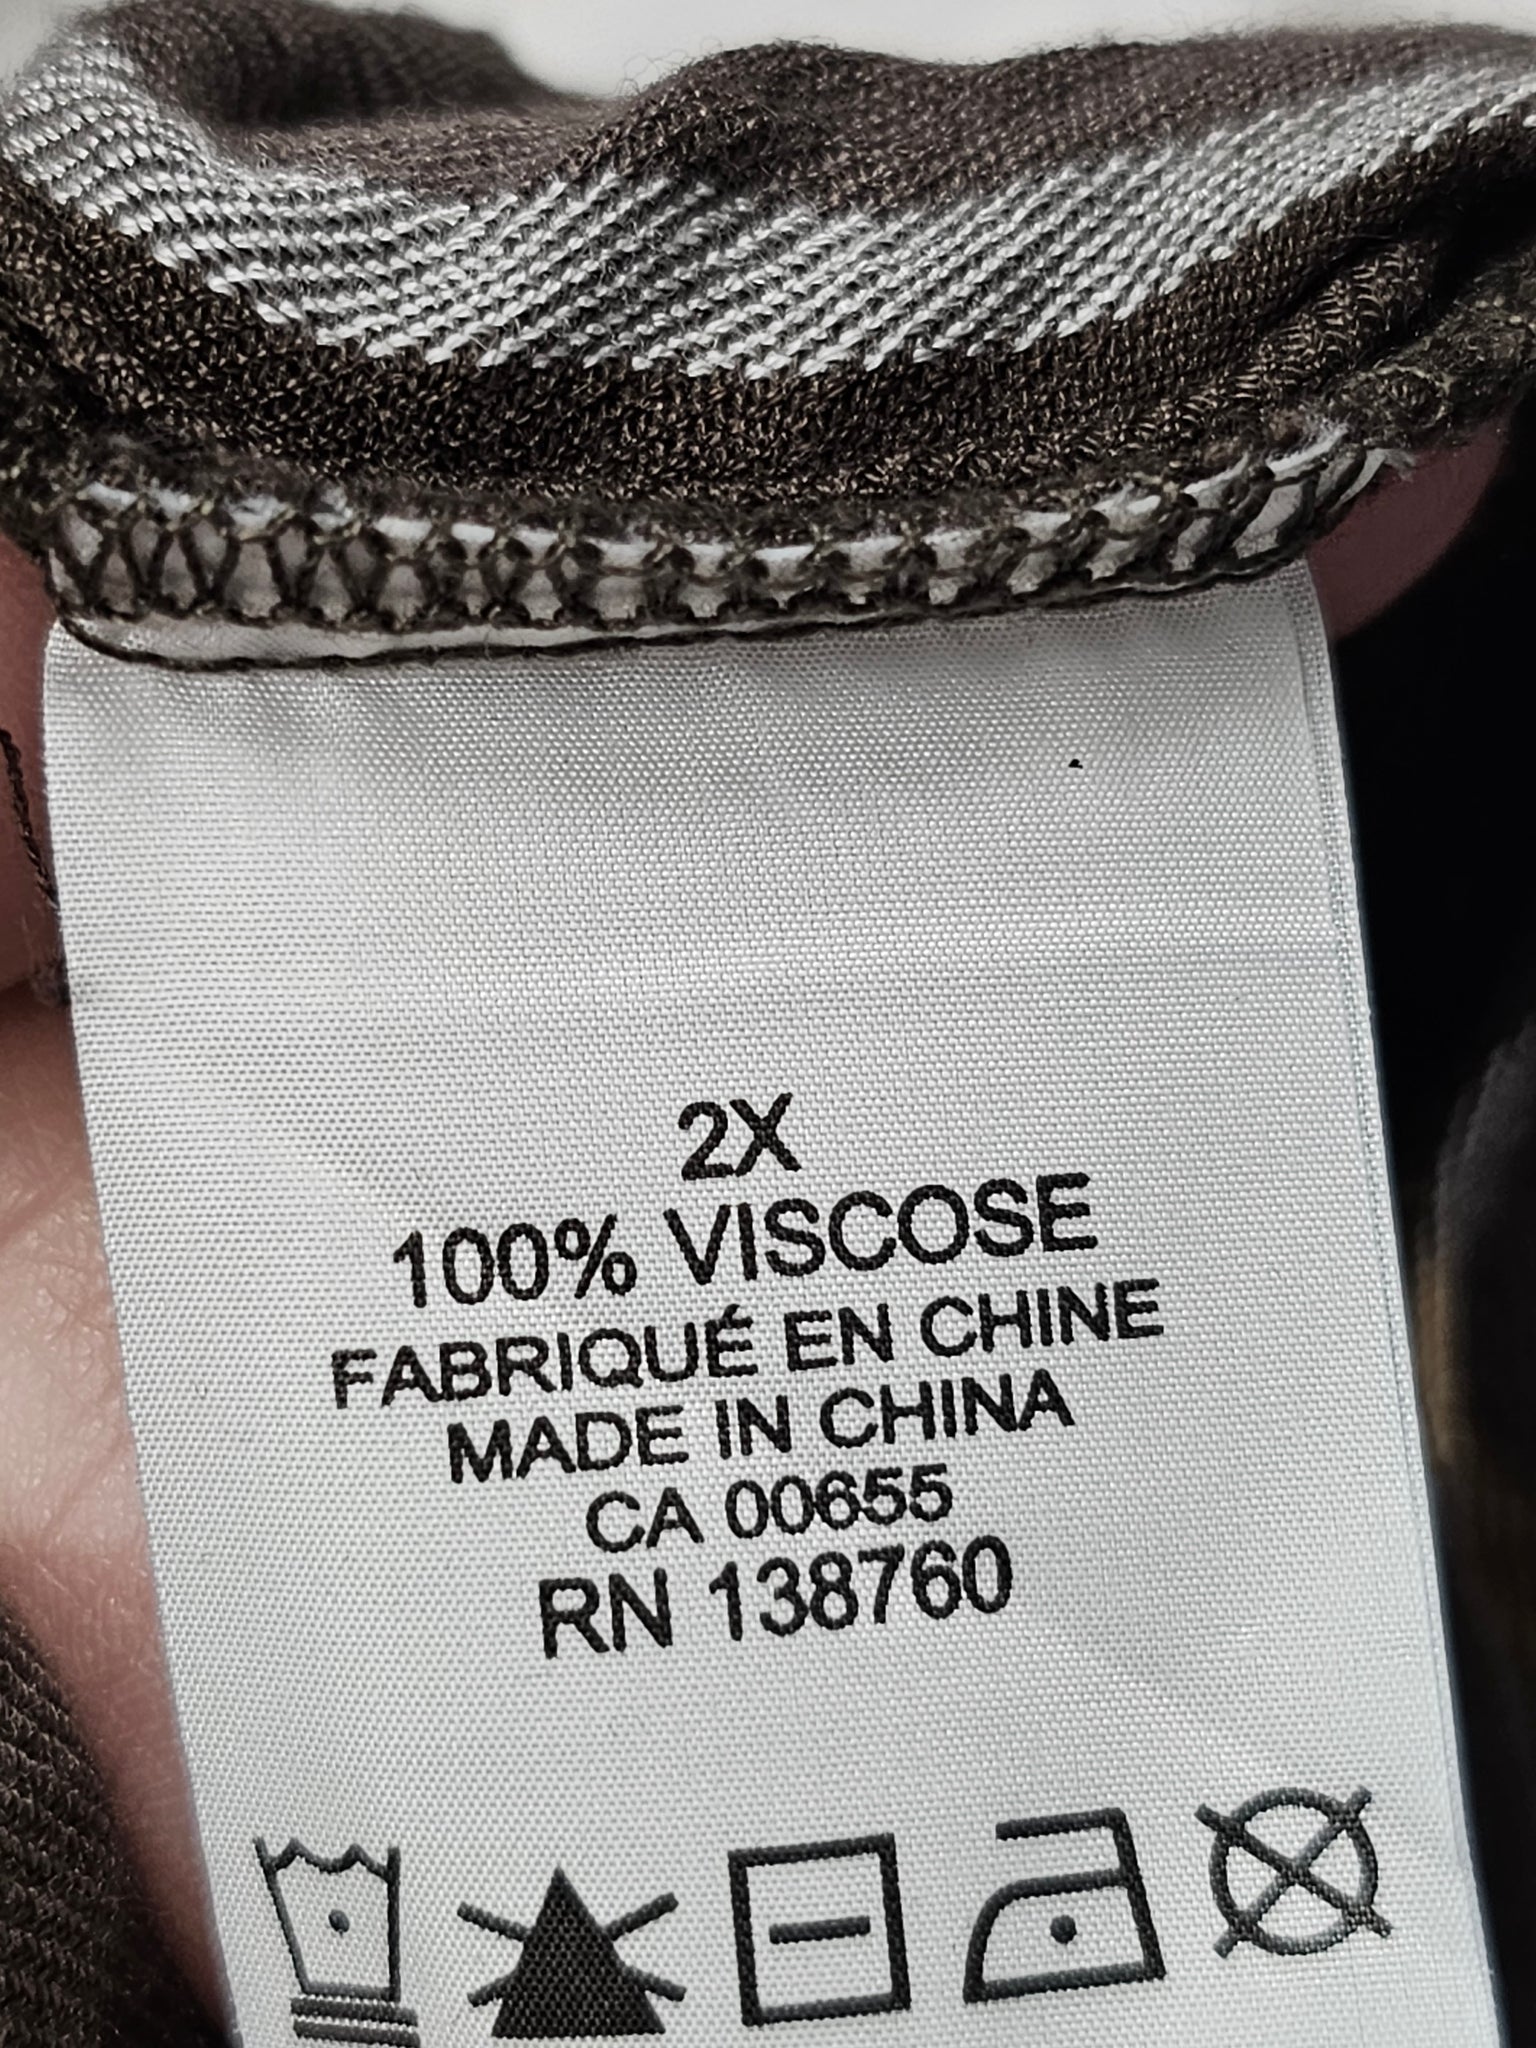 2X
100% VISCOSE
FABRIQUÉ EN CHINE
MADE IN CHINA
CA 00655
RN 138760